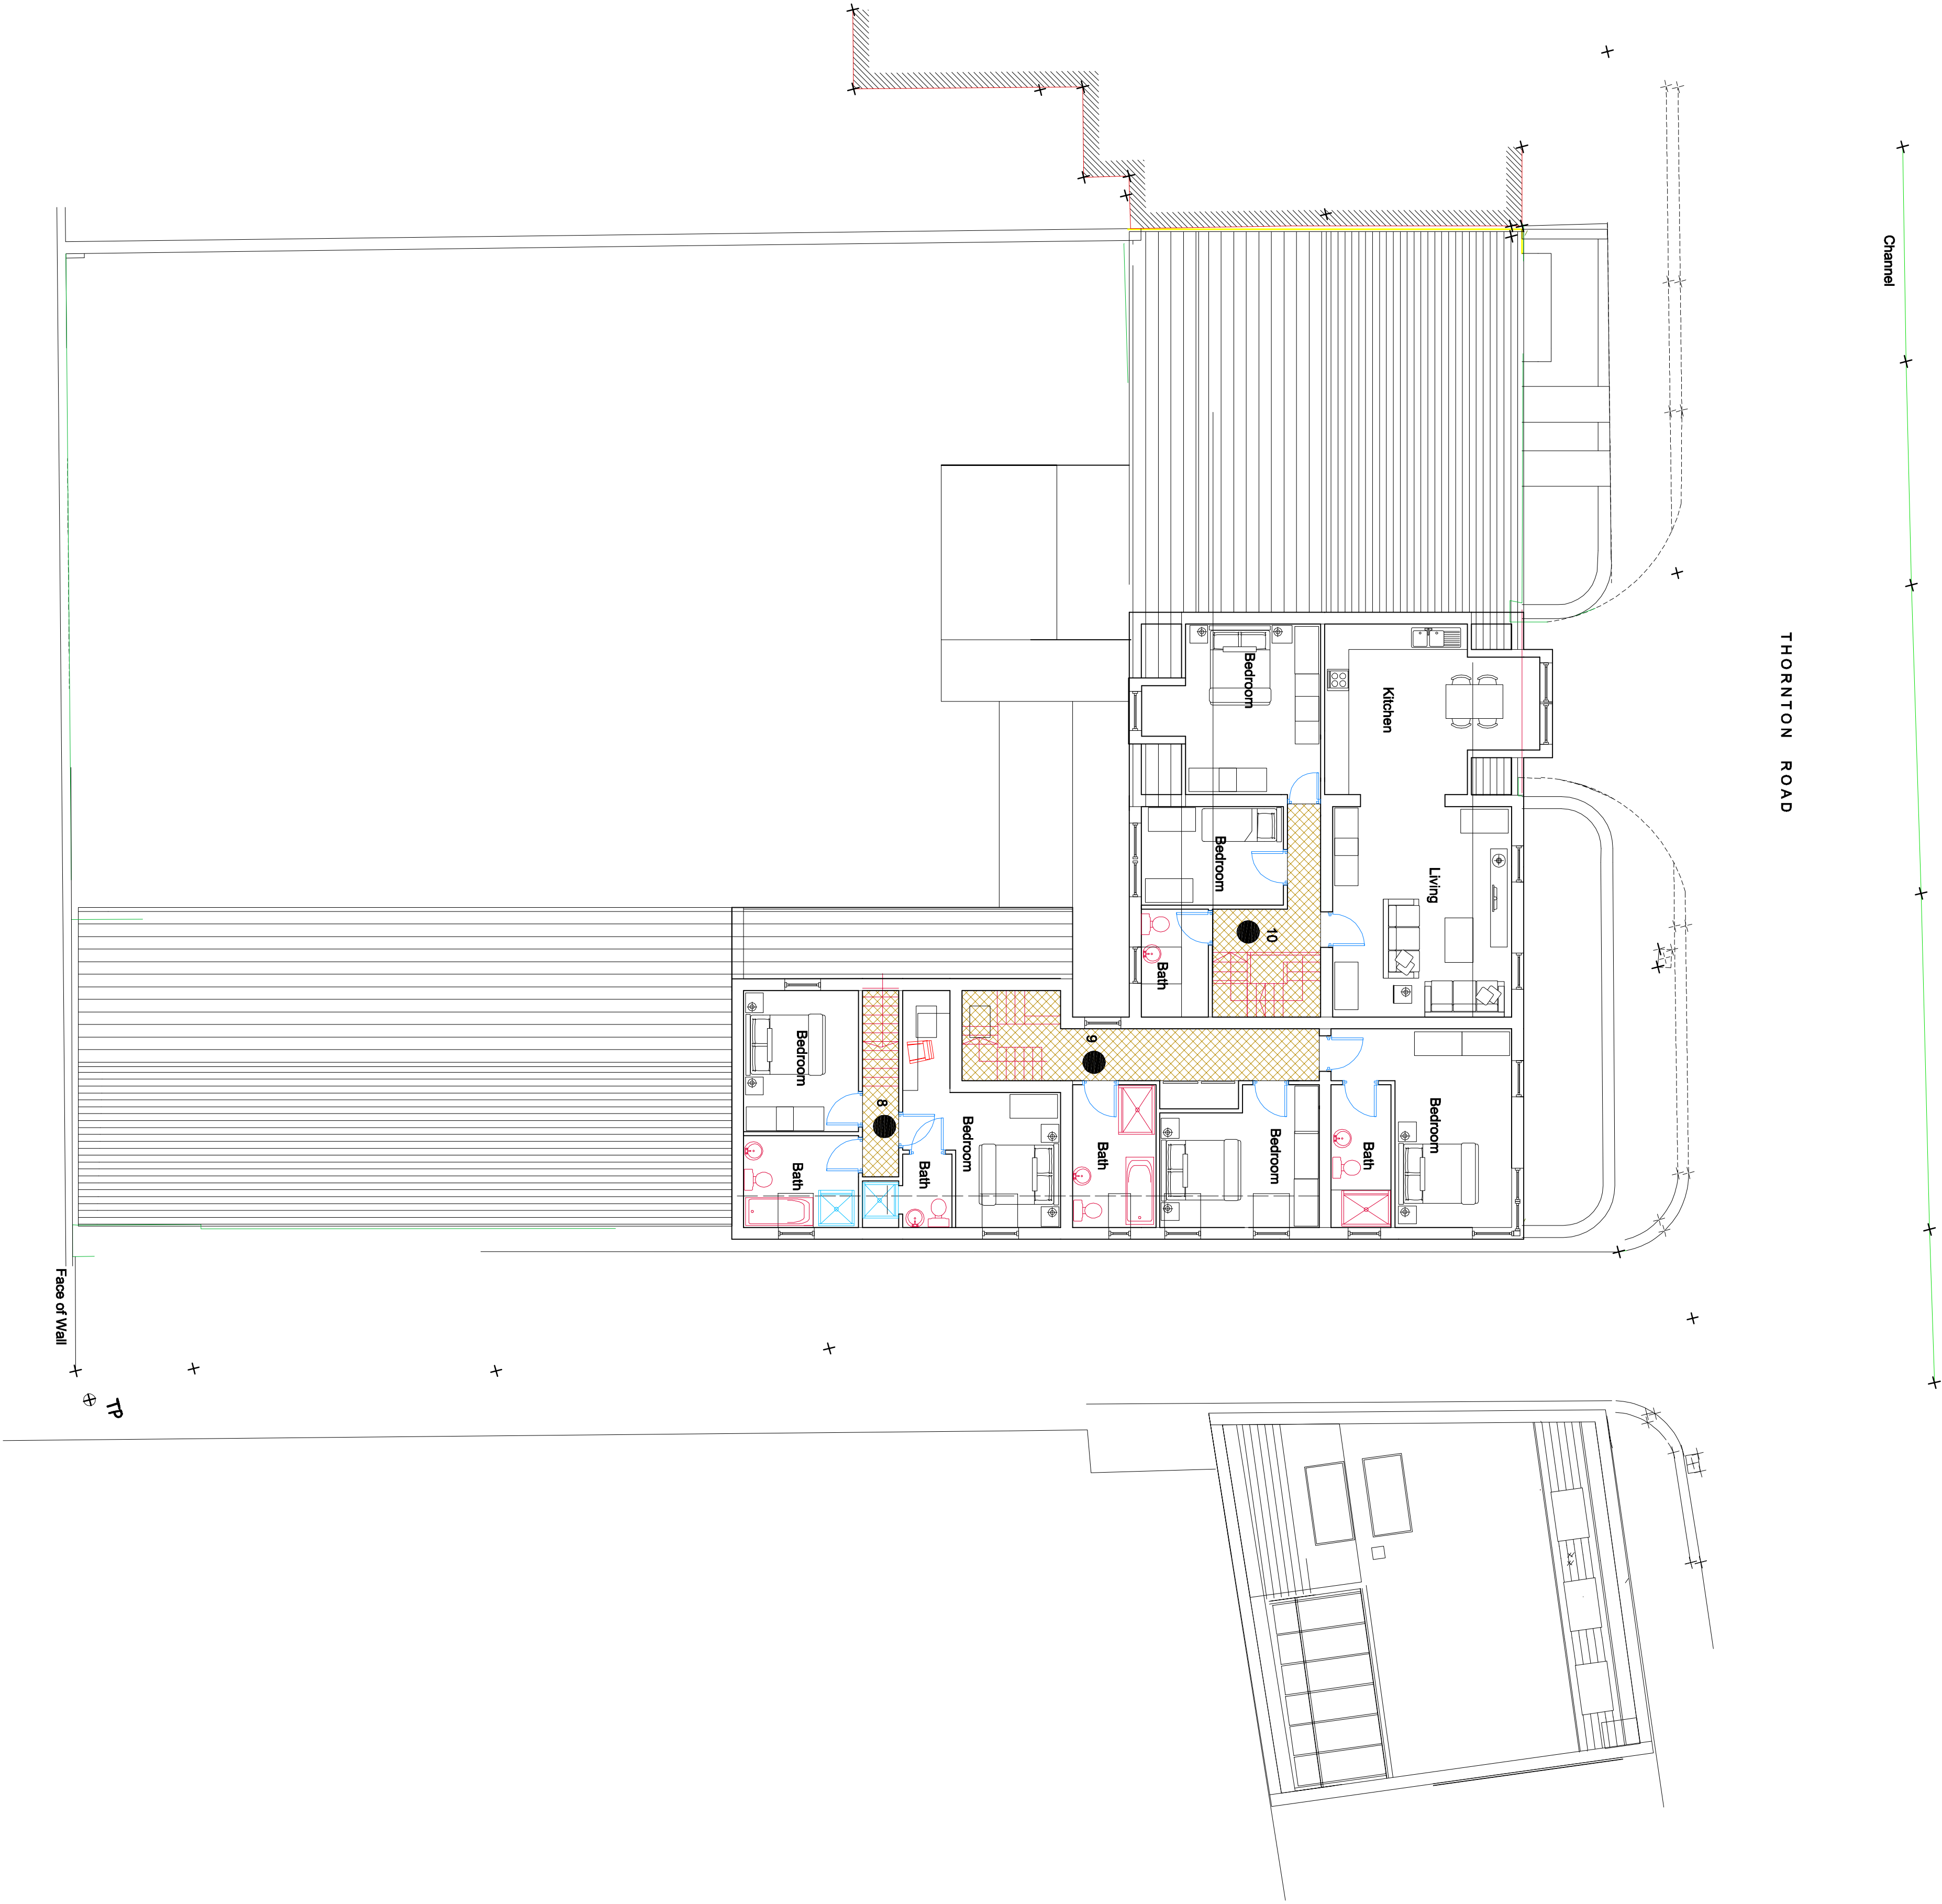 Channel
THORNTON ROAD
Bedroom
Kitchen
Bedroom
Living
10
Bath
9
Bedroom
8
Bedroom
Bedroom
Bedroom
Bath
Bath
Bath
Bath
Face of Wall
TP